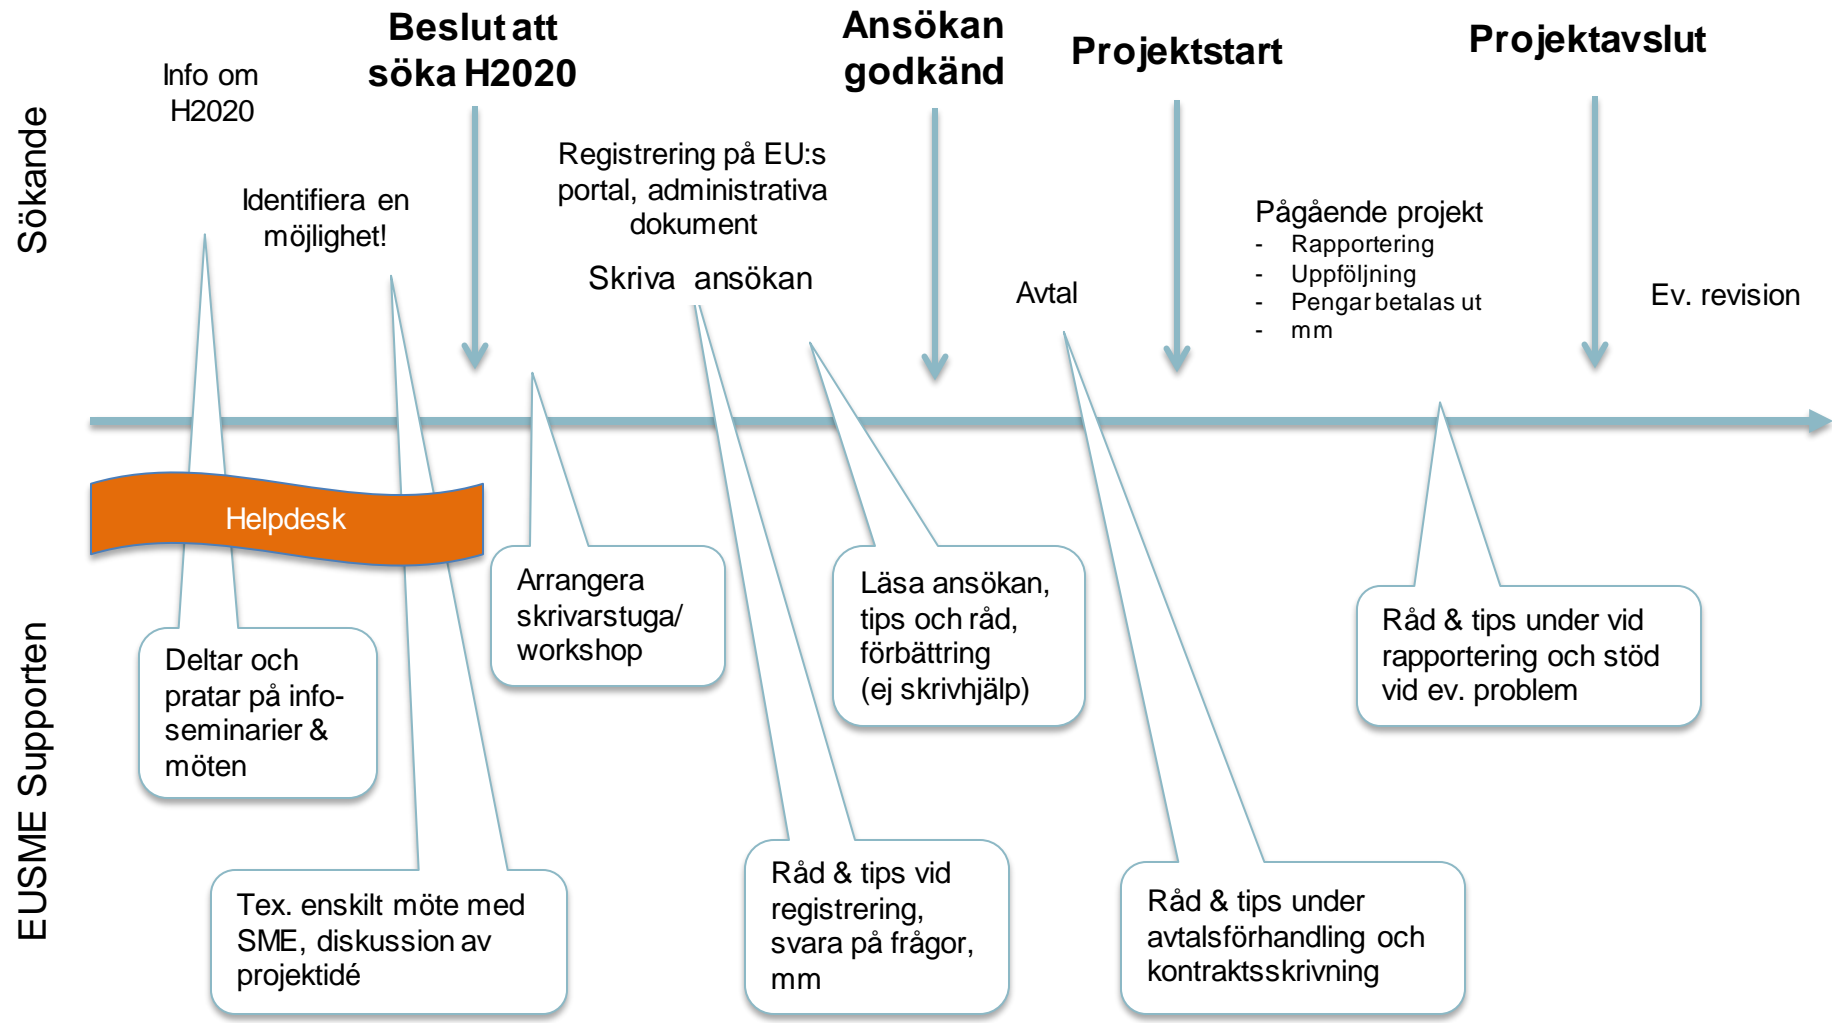 Sökande
Info om
H2020
Beslut att
söka H2020
Ansökan
godkänd
Projektstart
Projektavslut
Identifiera en
möjlighet!
Registrering på EU:s
portal, administrativa
dokument
Skriva ansökan
Avtal
Pågående projekt
- Rapportering
- Uppföljning
- Pengar betalas ut
- mm
Ev. revision
EUSME Supporten
Helpdesk
Deltar och
pratar på info-
seminarier &
möten
Tex. enskilt möte med
SME, diskussion av
projektidé
Arrangera
skrivarstuga/
workshop
Råd & tips vid
registrering,
svara på frågor,
mm
Läsa ansökan,
tips och råd,
förbättring
(ej skrivhjälp)
Råd & tips under
avtalsförhandling och
kontraktsskrivning
Råd & tips under vid
rapportering och stöd
vid ev. problem